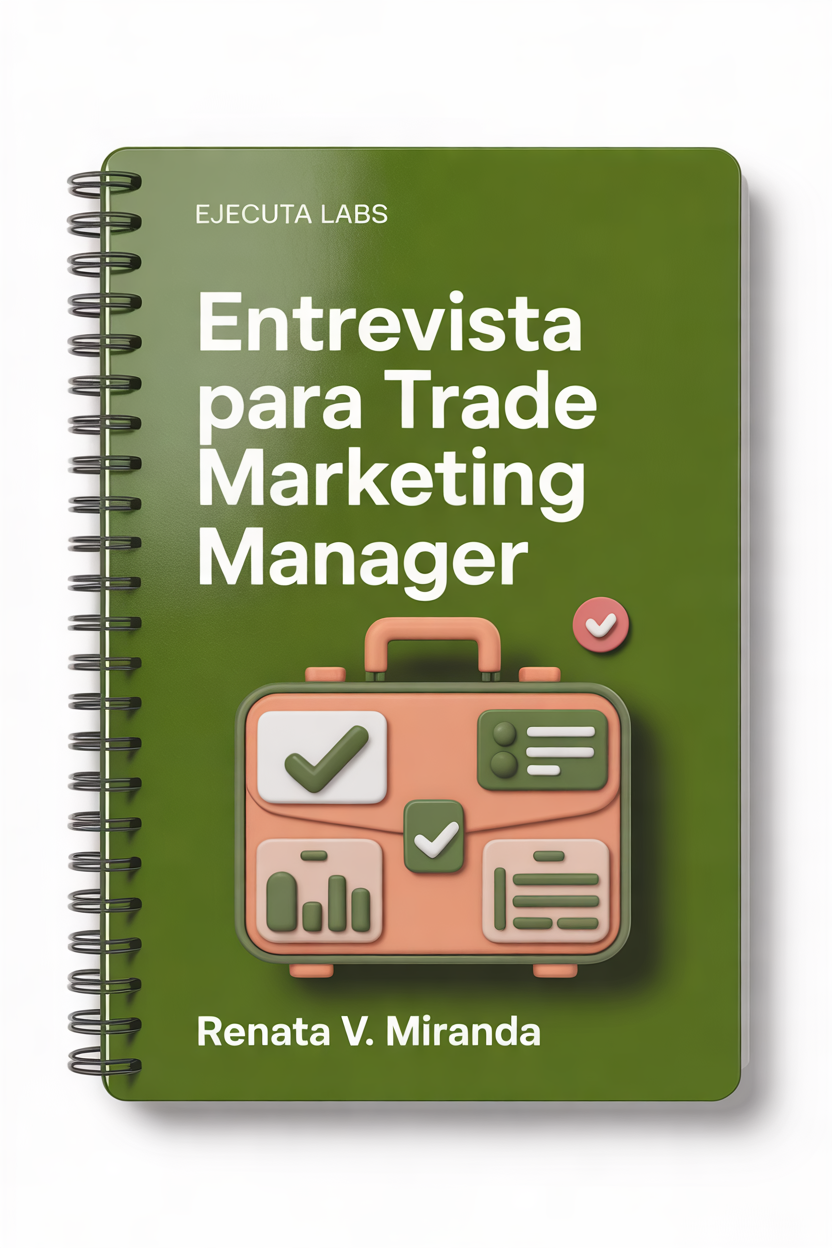 EJECUTA LABS
Entrevista
para Trade
Marketing
Manager
Renata V. Miranda